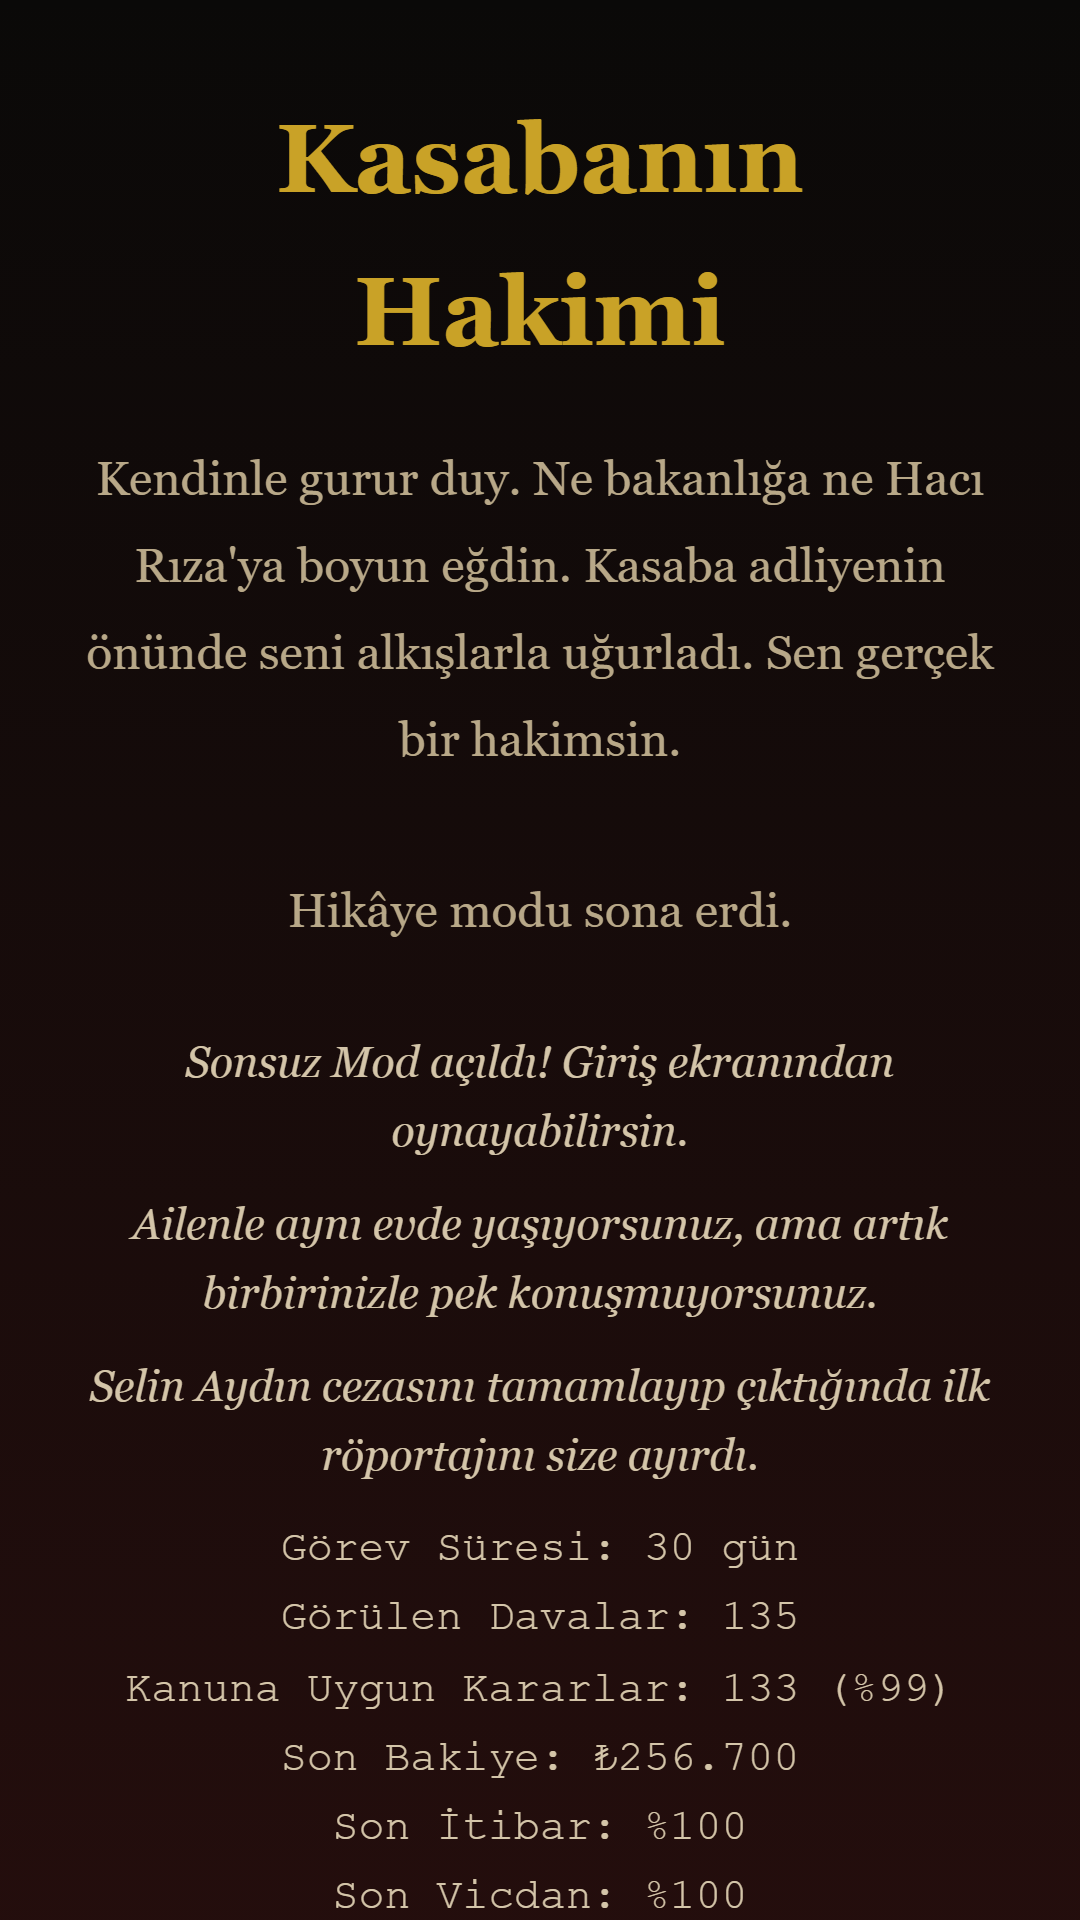 Kasabanın
Hakimi
Kendinle gurur duy. Ne bakanlığa ne Hacı
Rıza'ya boyun eğdin. Kasaba adliyenin
önünde seni alkışlarla uğurladı. Sen gerçek
bir hakimsin.
Hikâye modu sona erdi.
Sonsuz Mod açıldı! Giriş ekranından
oynayabilirsin.
Ailenle aynı evde yaşıyorsunuz, ama artık
birbirinizle pek konuşmuyorsunuz.
Selin Aydın cezasını tamamlayıp çıktığında ilk
röportajını size ayırdı.
Görev Süresi: 30 gün
Görülen Davalar: 135
Kanuna Uygun Kararlar: 133 (%99)
Son Bakiye: ₺256.700
Son İtibar: %100
Son Vicdan: %100